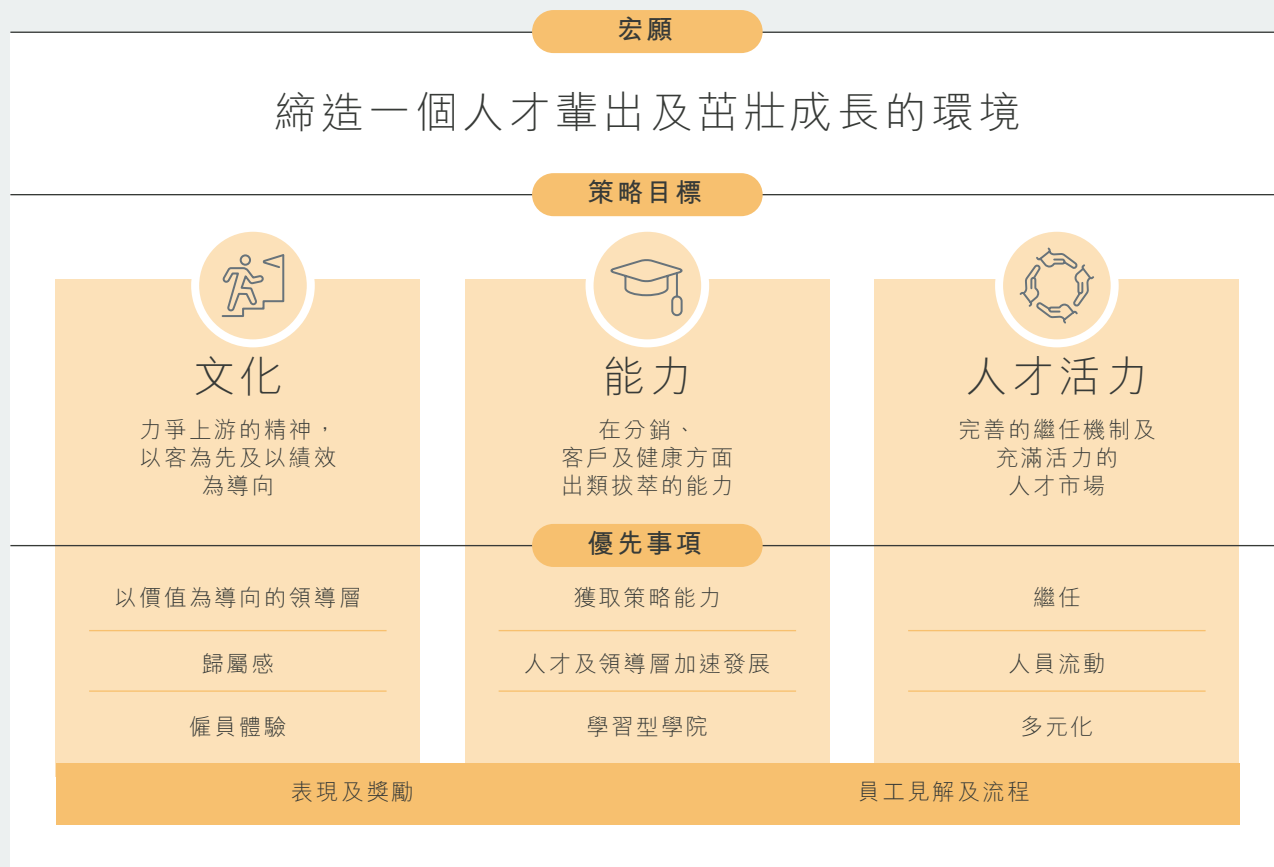 宏願
締造一個人才輩出及茁壯成長的環境
策略目標
文化
力爭上游的精神，
以客為先及以績效
為導向
能力
在分銷、
客戶及健康方面
出類拔萃的能力
人才活力
完善的繼任機制及
充滿活力的
人才市場
優先事項
以價值為導向的領導層
歸屬感
僱員體驗
獲取策略能力
人才及領導層加速發展
學習型學院
繼任
人員流動
多元化
表現及獎勵
員工見解及流程